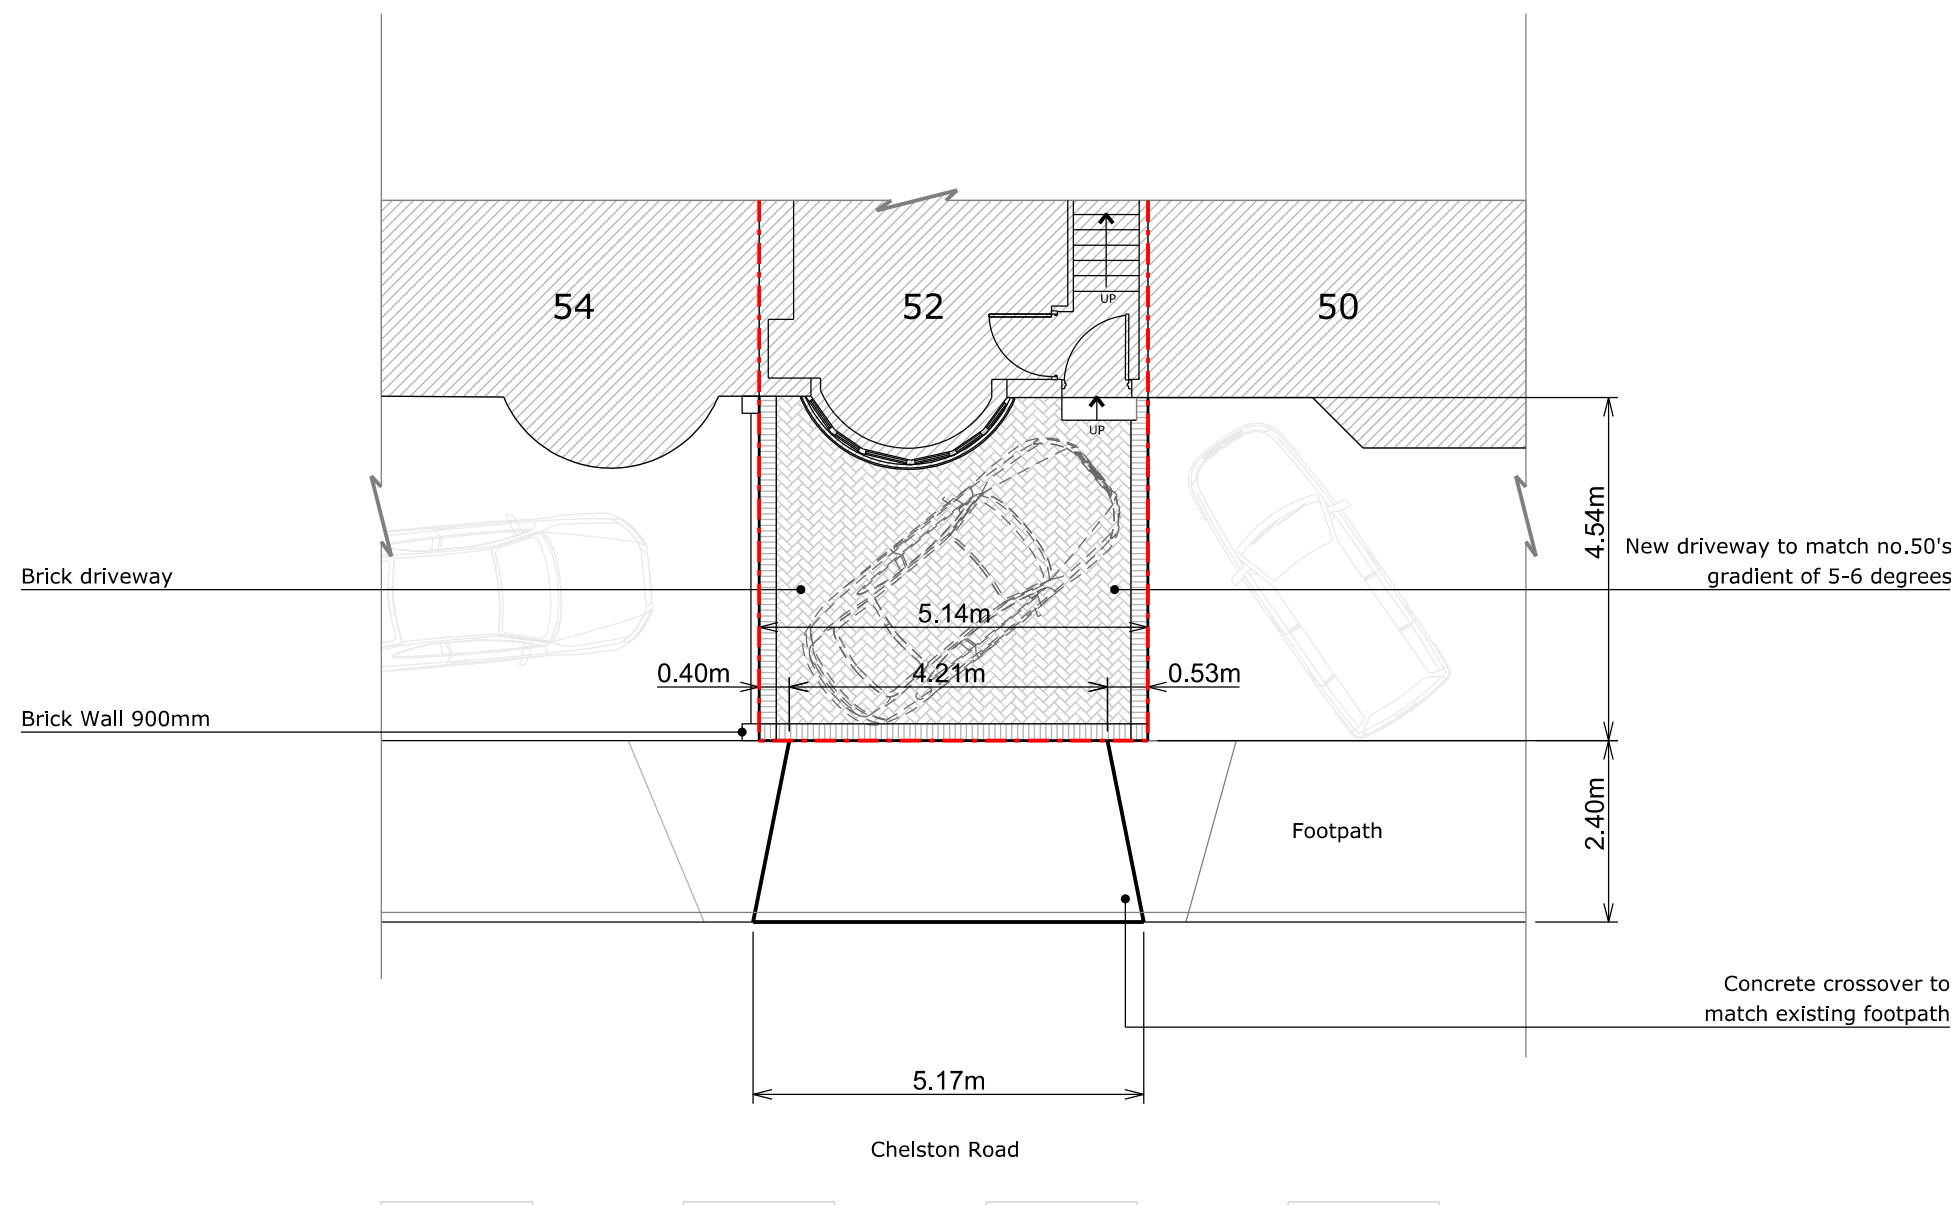 54
52
50
UP
UP
4.54m
New driveway to match no.50's
gradient of 5-6 degrees
Brick driveway
5.14m
0.40m
4.21m
0.53m
Brick Wall 900mm
2.40m
Footpath
Concrete crossover to
match existing footpath
5.17m
Chelston Road